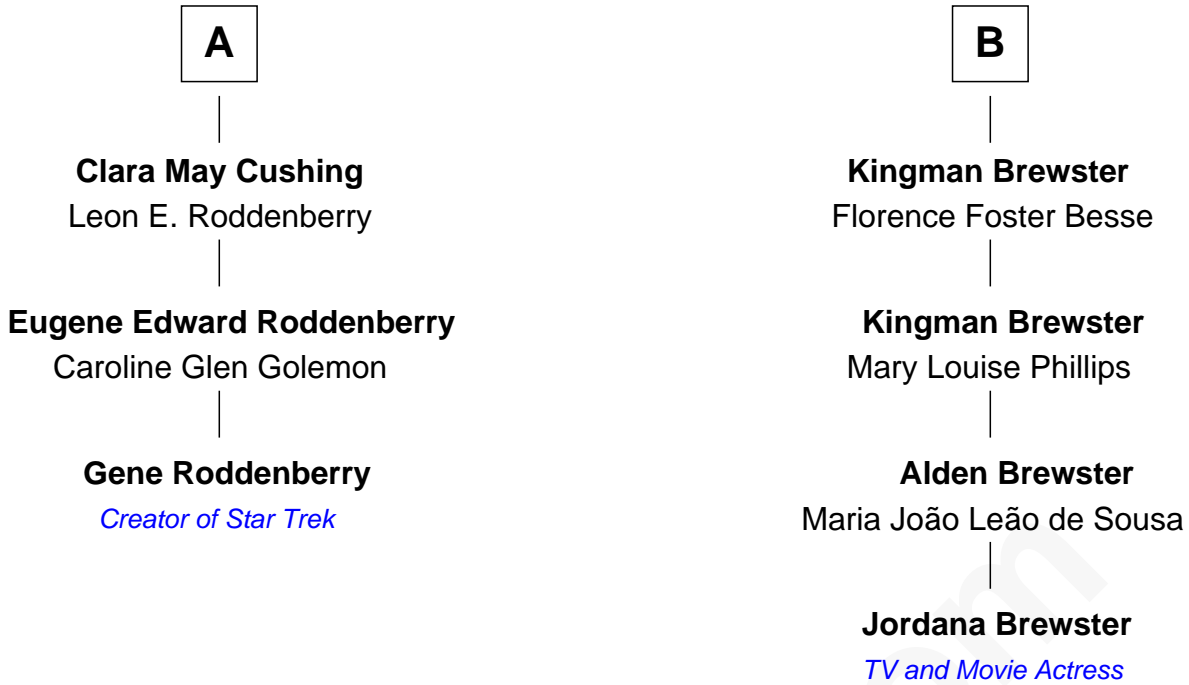 A
Clara May Cushing
Leon E. Roddenberry
Eugene Edward Roddenberry
Caroline Glen Golemon
Gene Roddenberry
Creator of Star Trek
B
Kingman Brewster
Florence Foster Besse
Kingman Brewster
Mary Louise Phillips
Alden Brewster
Maria João Leão de Sousa
Jordana Brewster
TV and Movie Actress